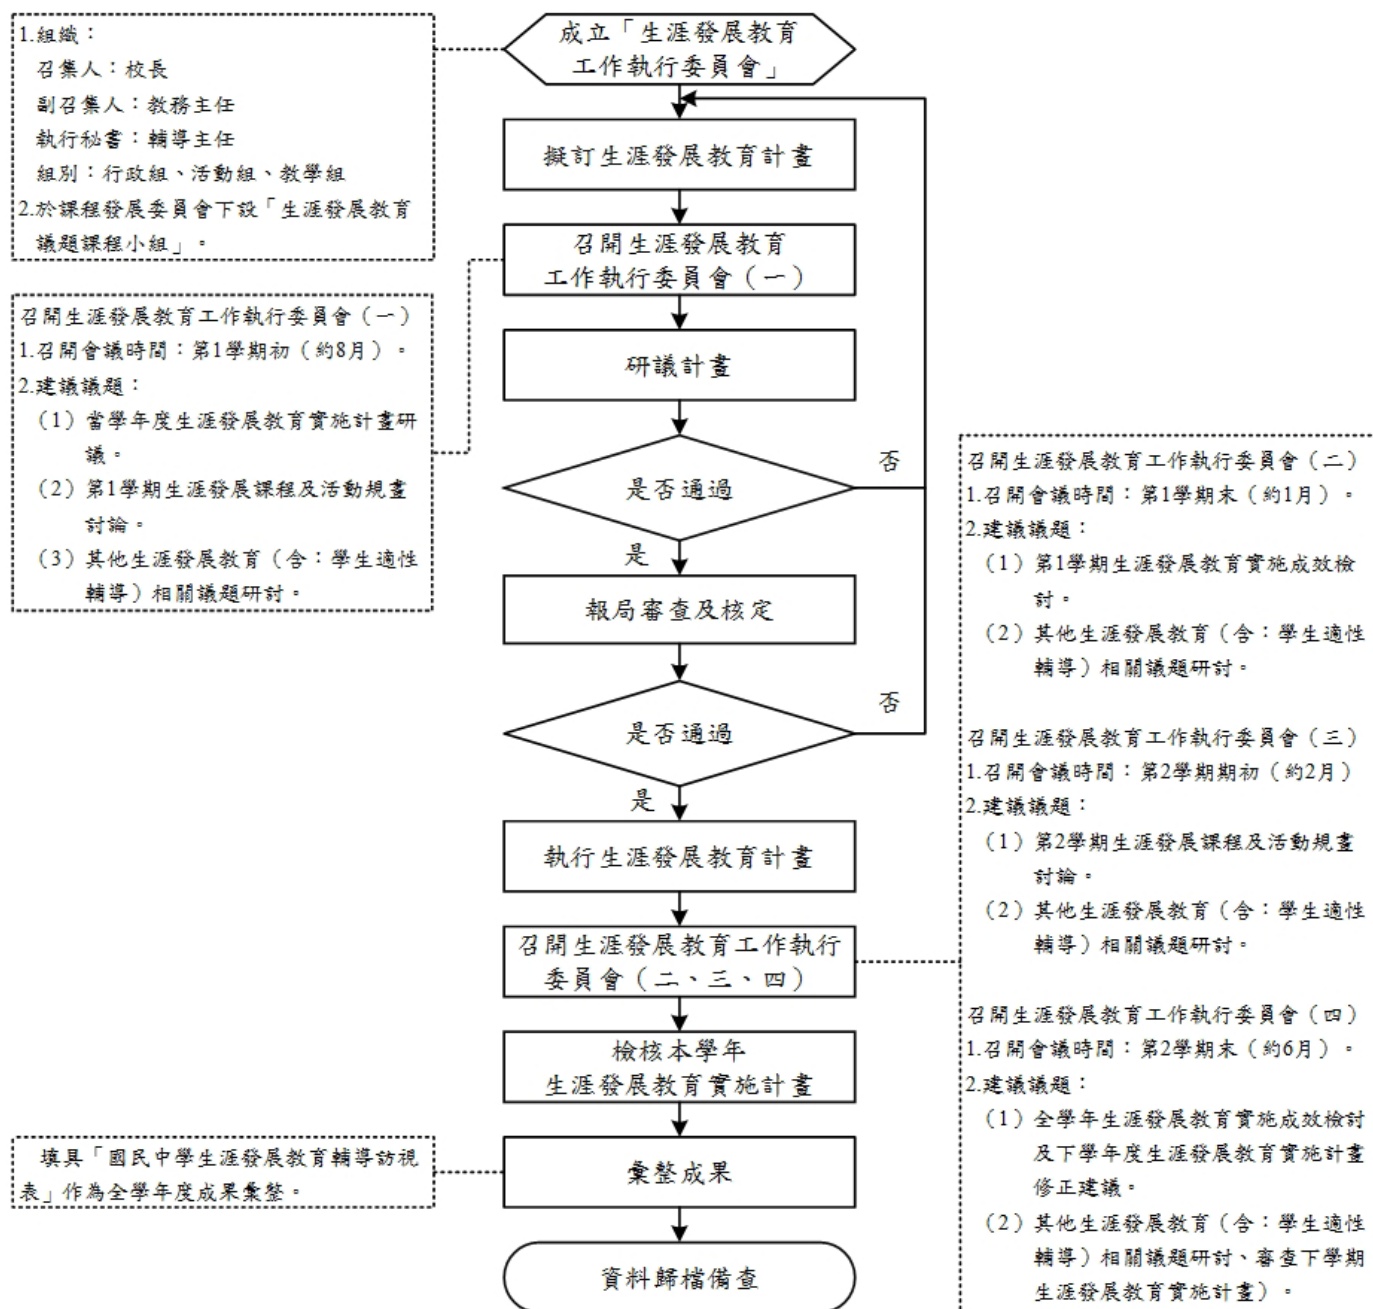 成立「生涯發展教育
工作執行委員會」
1.組織：
召集人：校長
副召集人：教務主任
執行秘書：輔導主任
組別：行政組、活動組、教學組
2.於課程發展委員會下設「生涯發展教育
議題課程小組」。
擬訂生涯發展教育計畫
召開生涯發展教育
工作執行委員會（一）
召開生涯發展教育工作執行委員會（一）
1.召開會議時間：第1學期初（約8月）。
2.建議議題：
（1）當學年度生涯發展教育實施計畫研
議。
（2）第1學期生涯發展課程及活動規畫
討論。
（3）其他生涯發展教育（含：學生適性
輔導）相關議題研討。
研議計畫
是否通過
否
是
報局審查及核定
是否通過
否
是
執行生涯發展教育計畫
召開生涯發展教育工作執行
委員會（二、三、四）
召開生涯發展教育工作執行委員會（二）
1.召開會議時間：第1學期末（約1月）。
2.建議議題：
（1）第1學期生涯發展教育實施成效檢
討。
（2）其他生涯發展教育（含：學生適性
輔導）相關議題研討。
召開生涯發展教育工作執行委員會（三）
1.召開會議時間：第2學期期初（約2月）
2.建議議題：
（1）第2學期生涯發展課程及活動規畫
討論。
（2）其他生涯發展教育（含：學生適性
輔導）相關議題研討。
召開生涯發展教育工作執行委員會（四）
1.召開會議時間：第2學期末（約6月）。
2.建議議題：
（1）全學年生涯發展教育實施成效檢討
及下學年度生涯發展教育實施計畫
修正建議。
（2）其他生涯發展教育（含：學生適性
輔導）相關議題研討、審查下學期
生涯發展教育實施計畫）。
檢核本學年
生涯發展教育實施計畫
彙整成果
填具「國民中學生涯發展教育輔導訪視
表」作為全學年度成果彙整。
資料歸檔備查